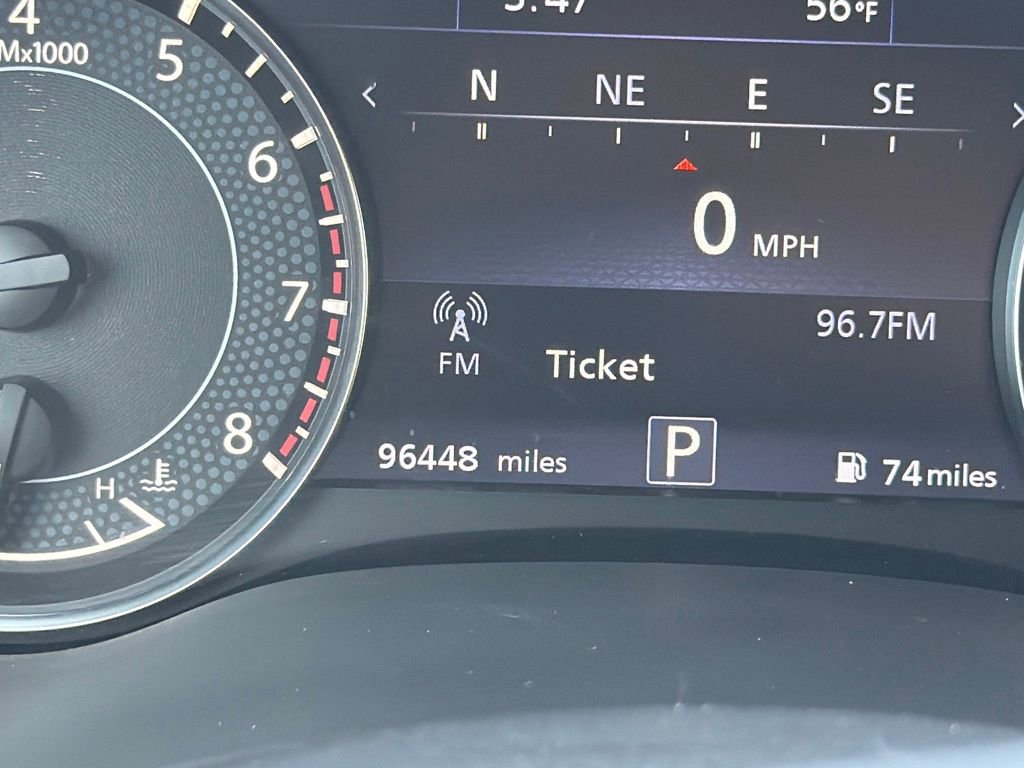 4
Mx1000
5
6
7
8
H
56°F
N NE E SE
0 MPH
96.7FM
FM Ticket
96448 miles
P
74 miles